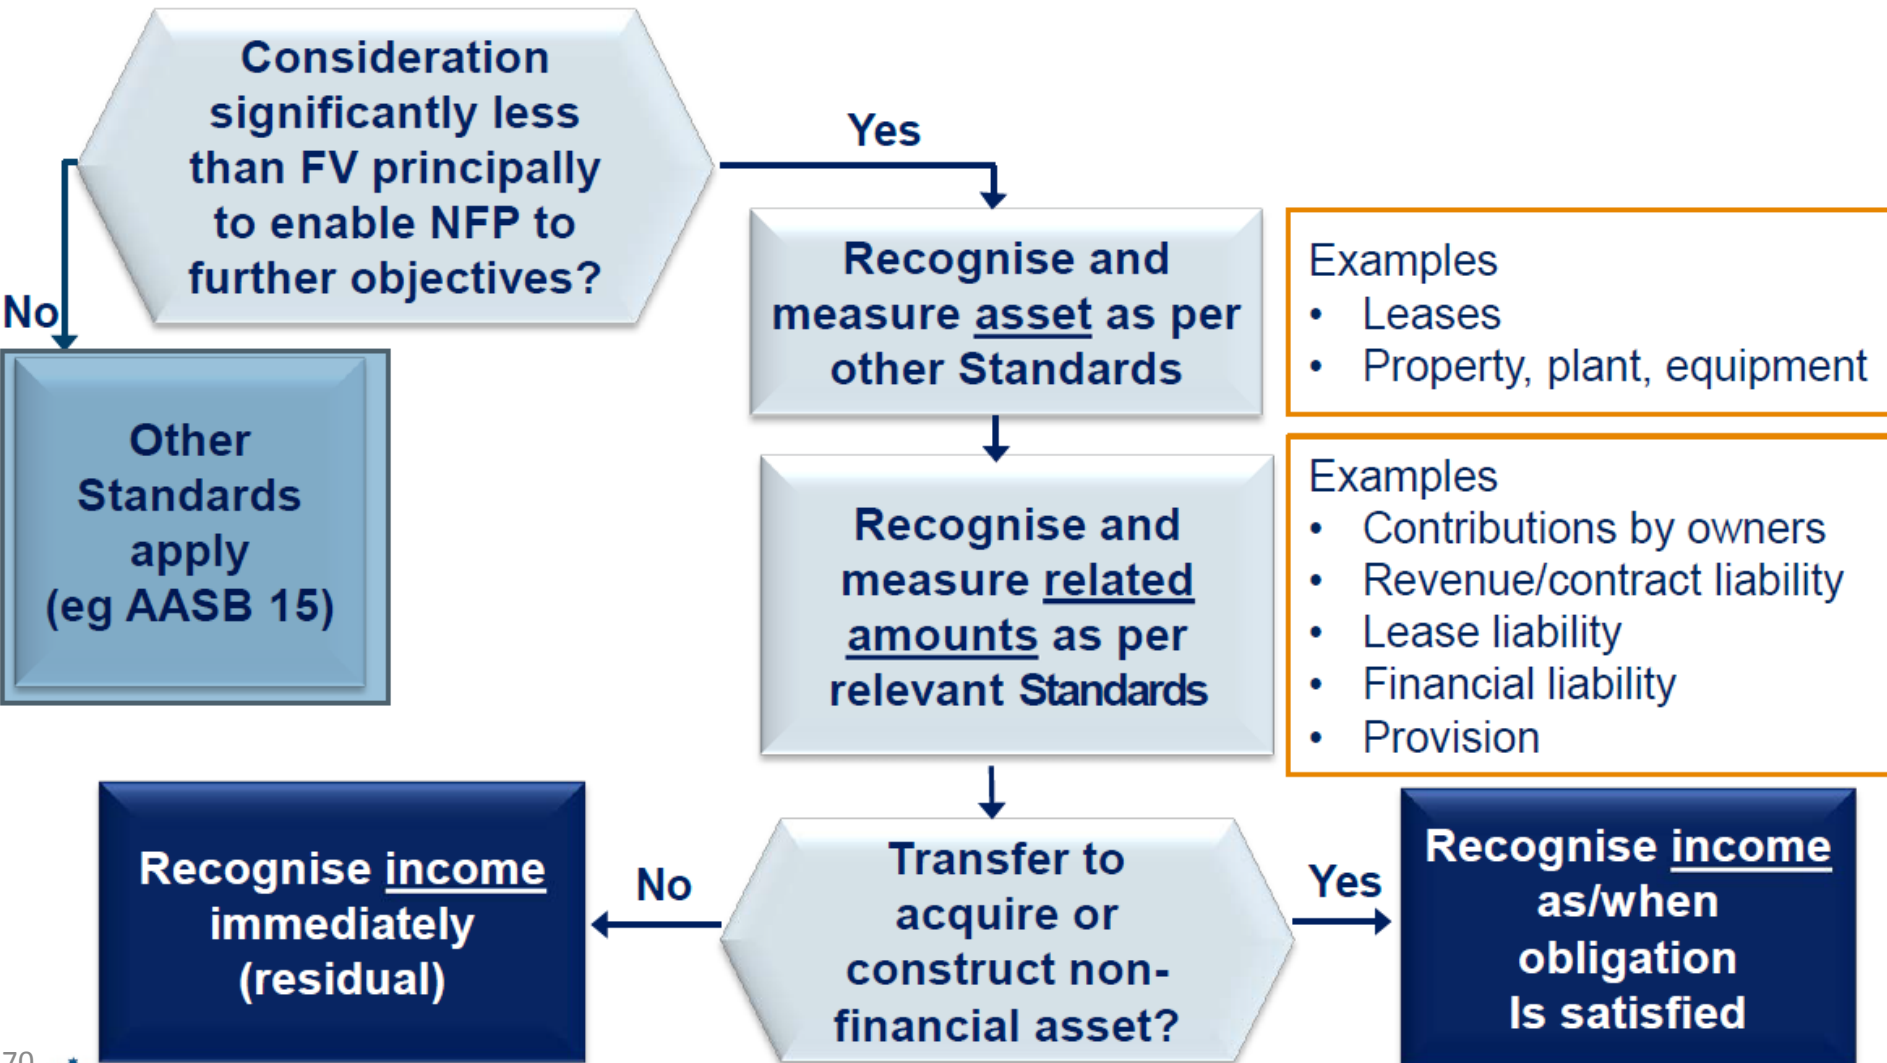 Consideration
significantly less
than FV principally
to enable NFP to
further objectives?
Yes
No
Recognise and
measure asset as per
other Standards
Examples
• Leases
• Property, plant, equipment
Other
Standards
apply
(eg AASB 15)
Recognise and
measure related
amounts as per
relevant Standards
Examples
• Contributions by owners
• Revenue/contract liability
• Lease liability
• Financial liability
• Provision
Recognise income
immediately
(residual)
No
Transfer to
acquire or
construct non-
financial asset?
Yes
Recognise income
as/when
obligation
Is satisfied
70